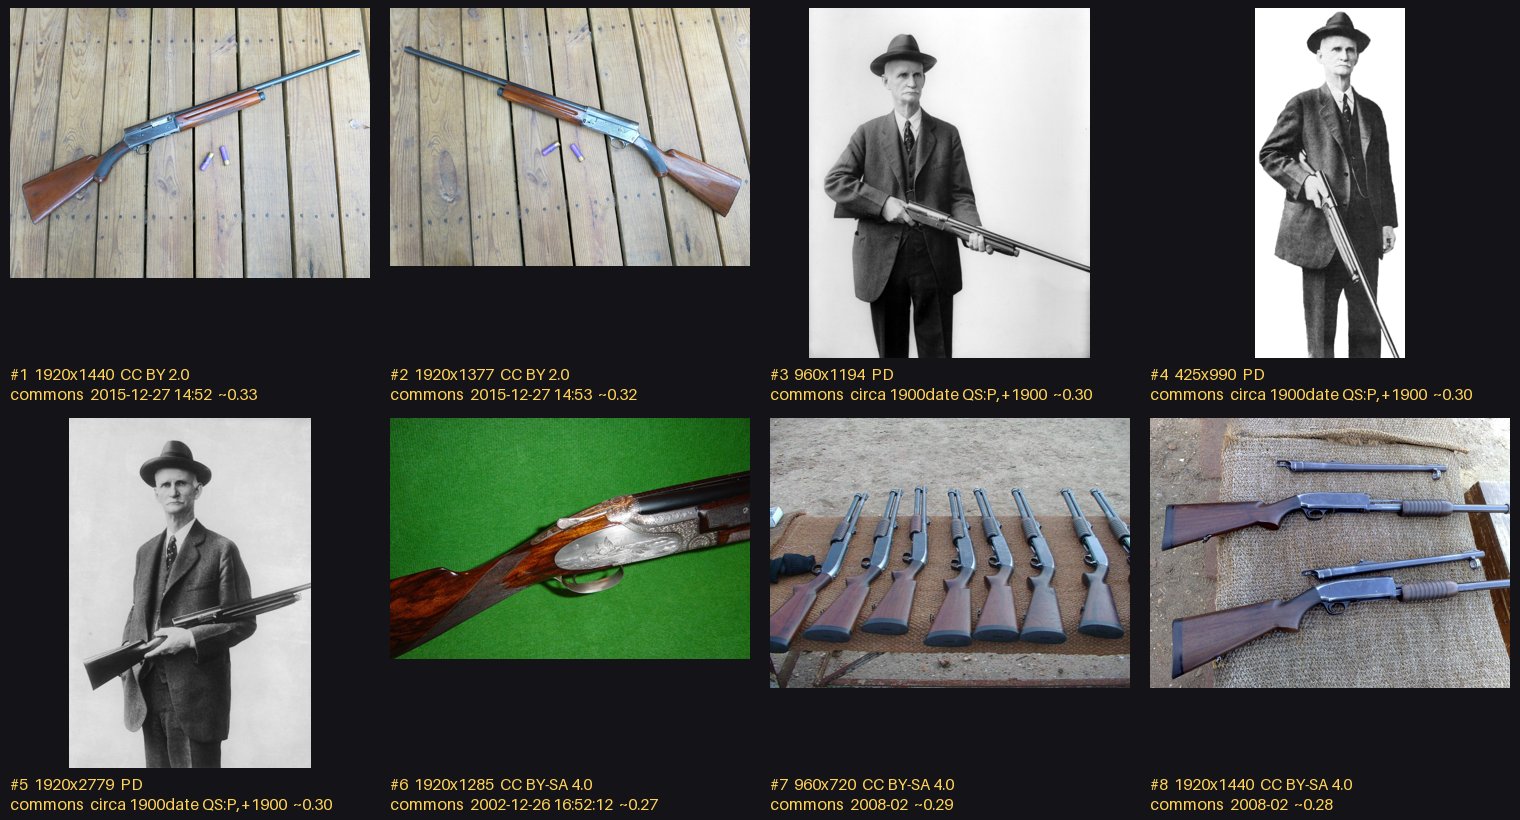 #1 1920x1440 CC BY 2.0
commons 2015-12-27 14:52 ~0.33
#2 1920x1377 CC BY 2.0
commons 2015-12-27 14:53 ~0.32
#3 960x1194 PD
commons circa 1900date QS:P,+1900 ~0.30
#4 425x990 PD
commons circa 1900date QS:P,+1900 ~0.30
#5 1920x2779 PD
commons circa 1900date QS:P,+1900 ~0.30
#6 1920x1285 CC BY-SA 4.0
commons 2002-12-26 16:52:12 ~0.27
#7 960x720 CC BY-SA 4.0
commons 2008-02 ~0.29
#8 1920x1440 CC BY-SA 4.0
commons 2008-02 ~0.28